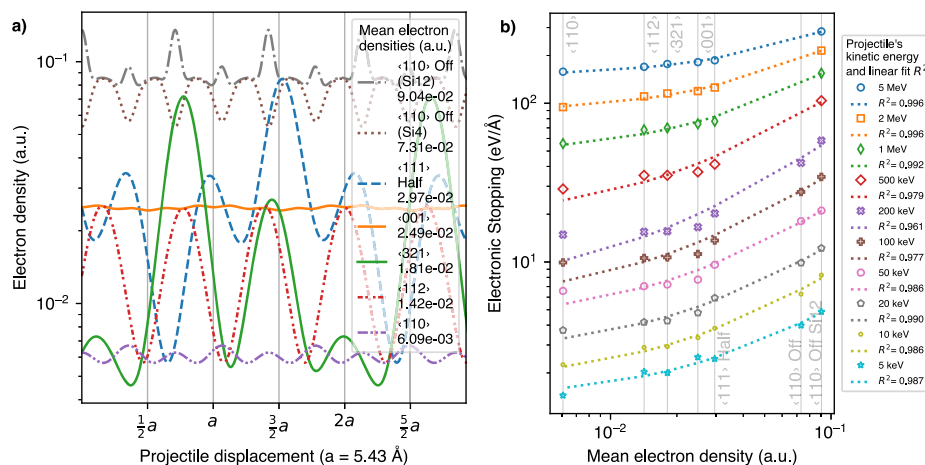 a)
Electron density (a.u.)
10⁻¹
10⁻²
Mean electron
densities (a.u.)
‹110› Off
(Si12)
9.04e-02
‹110› Off
(Si4)
7.31e-02
‹111›
Half
2.97e-02
‹001›
2.49e-02
‹321›
1.81e-02
‹112›
1.42e-02
‹110›
6.09e-03
½a
a
3/2a
2a
5/2a
Projectile displacement (a = 5.43 Å)
b)
Electronic Stopping (eV/Å)
10²
10¹
‹110›
‹112›
‹321›
‹001›
‹111› Half
‹110› Off
‹110› Off Si12
10⁻²
10⁻¹
Mean electron density (a.u.)
Projectile's
kinetic energy
and linear fit R²
5 MeV
R² = 0.996
2 MeV
R² = 0.996
1 MeV
R² = 0.992
500 keV
R² = 0.979
200 keV
R² = 0.961
100 keV
R² = 0.977
50 keV
R² = 0.986
20 keV
R² = 0.990
10 keV
R² = 0.986
5 keV
R² = 0.987